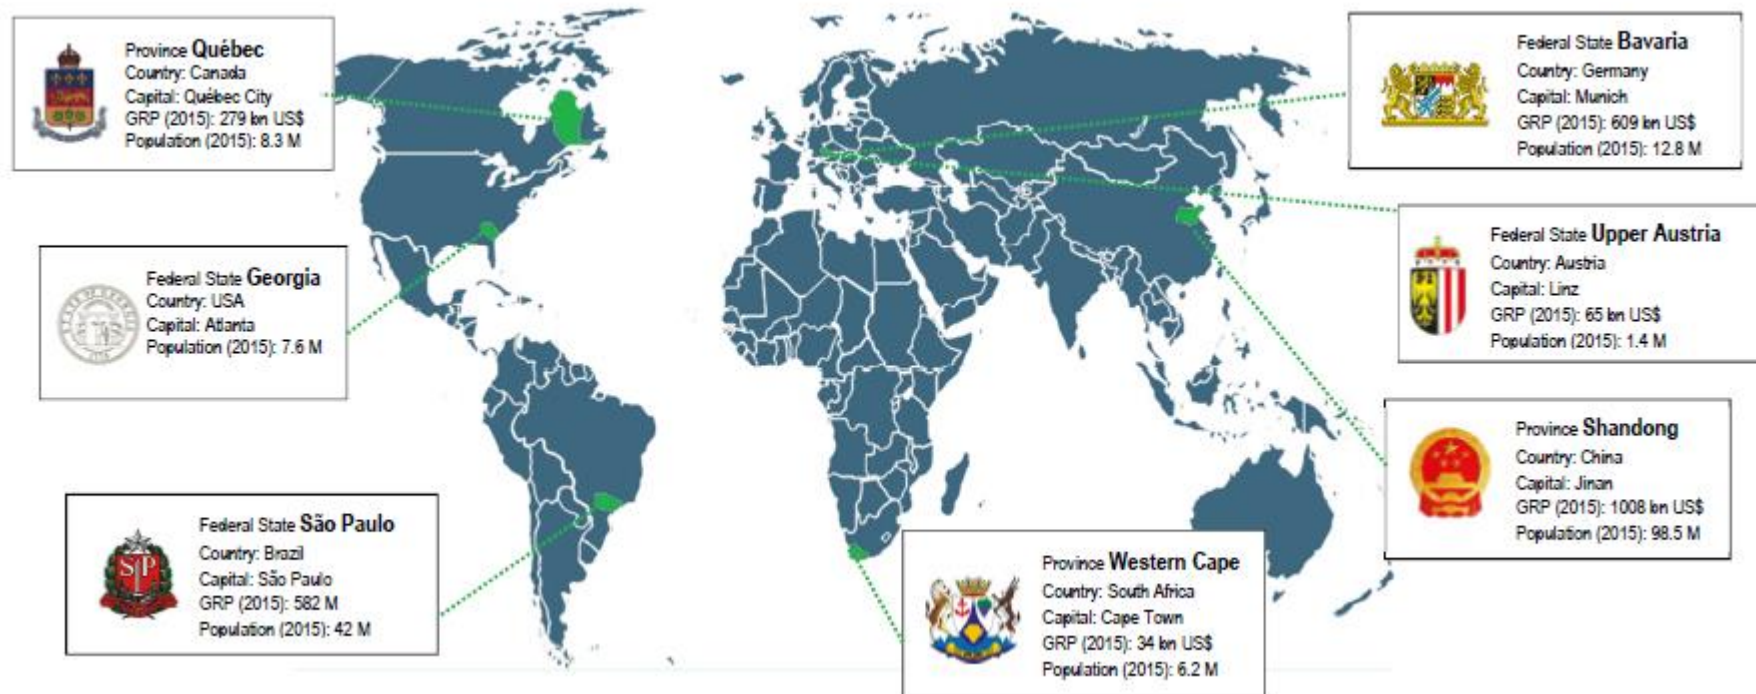 Province Québec
Country: Canada
Capital: Québec City
GRP (2015): 279 bn US$
Population (2015): 8.3 M
Federal State Georgia
Country: USA
Capital: Atlanta
Population (2015): 7.6 M
Federal State São Paulo
Country: Brazil
Capital: São Paulo
GRP (2015): 582 M
Population (2015): 42 M
Province Western Cape
Country: South Africa
Capital: Cape Town
GRP (2015): 34 bn US$
Population (2015): 6.2 M
Federal State Bavaria
Country: Germany
Capital: Munich
GRP (2015): 609 bn US$
Population (2015): 12.8 M
Federal State Upper Austria
Country: Austria
Capital: Linz
GRP (2015): 65 bn US$
Population (2015): 1.4 M
Province Shandong
Country: China
Capital: Jinan
GRP (2015): 1008 bn US$
Population (2015): 98.5 M